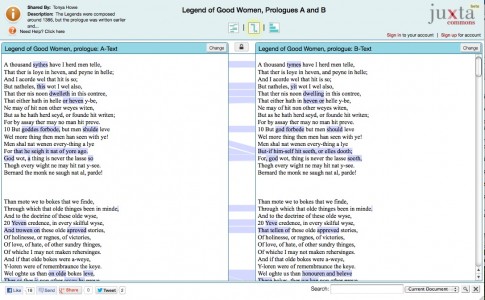 Shared By: Tonya Howe
Description: The Legends were composed
around 1386, but the prologue was written earlier
and...
Need Help? Click here
Legend of Good Women, Prologues A and B
juxta
commons
beta
Sign in to your account | Sign up for account
Legend of Good Women, prologue: A-Text
Change
A thousand sythes have I herd men telle,
That ther is Ioye in heven, and peyne in helle;
And I acorde wel that hit is so;
But natheles, this wot I wel also,
That ther nis noon dwelleth in this contree,
That either hath in helle or heven y-be,
Ne may of hit non other weyes witen,
But as he hath herd seyd, or founde hit writen;
For by assay ther may no man hit preve.
10 But goddes forbode, but men shulde leve
Wel more thing then men han seen with yë!
Men shal nat wenen every-thing a lye
For that he seigh it nat of yore ago.
God wot, a thing is never the lesse so
Thogh every wight ne may hit nat y-see.
Bernard the monk ne saugh nat al, parde!
Than mote we to bokes that we finde,
Through which that olde thinges been in minde,
And to the doctrine of these olde wyse,
20 Yeven credence, in every skilful wyse,
And trowen on these olde aproved stories,
Of holinesse, of regnes, of victories,
Of love, of hate, of other sundry thinges,
Of whiche I may not maken rehersinges.
And if that olde bokes were a-weye,
Y-loren were of remembraunce the keye.
Wel oghte us than on olde bokes leve,
Legend of Good Women, prologue: B-Text
Change
A thousand tymes have I herd men telle,
That ther is Ioye in heven, and peyne in helle;
And I acorde wel that hit is so;
But natheles, yit wot I wel also,
That ther nis noon dwelling in this contree,
That either hath in heven or helle y-be,
Ne may of hit non other weyes witen,
But as he hath herd seyd, or founde hit writen;
For by assay ther may no man hit preve.
10 But god forbede but men shulde leve
Wel more thing then men han seen with yë!
Men shal nat wenen every-thing a lye
But-if him-self hit seeth, or elles dooth;
For, god wot, thing is never the lesse sooth,
Thogh every wight ne may hit nat y-see.
Bernard the monk ne saugh nat al, parde!
Than mote we to bokes that we finde,
Through which that olde thinges been in minde,
And to the doctrine of these olde wyse,
20 Yeve credence, in every skilful wyse,
That tellen of these olde approved stories,
Of holinesse, of regnes, of victories,
Of love, of hate, of other sundry thinges,
Of whiche I may not maken rehersinges.
And if that olde bokes were a-weye,
Y-loren were of remembraunce the keye.
Wel oghte us than honouren and beleve
Like
Share
Tweet
Search:
Current Document